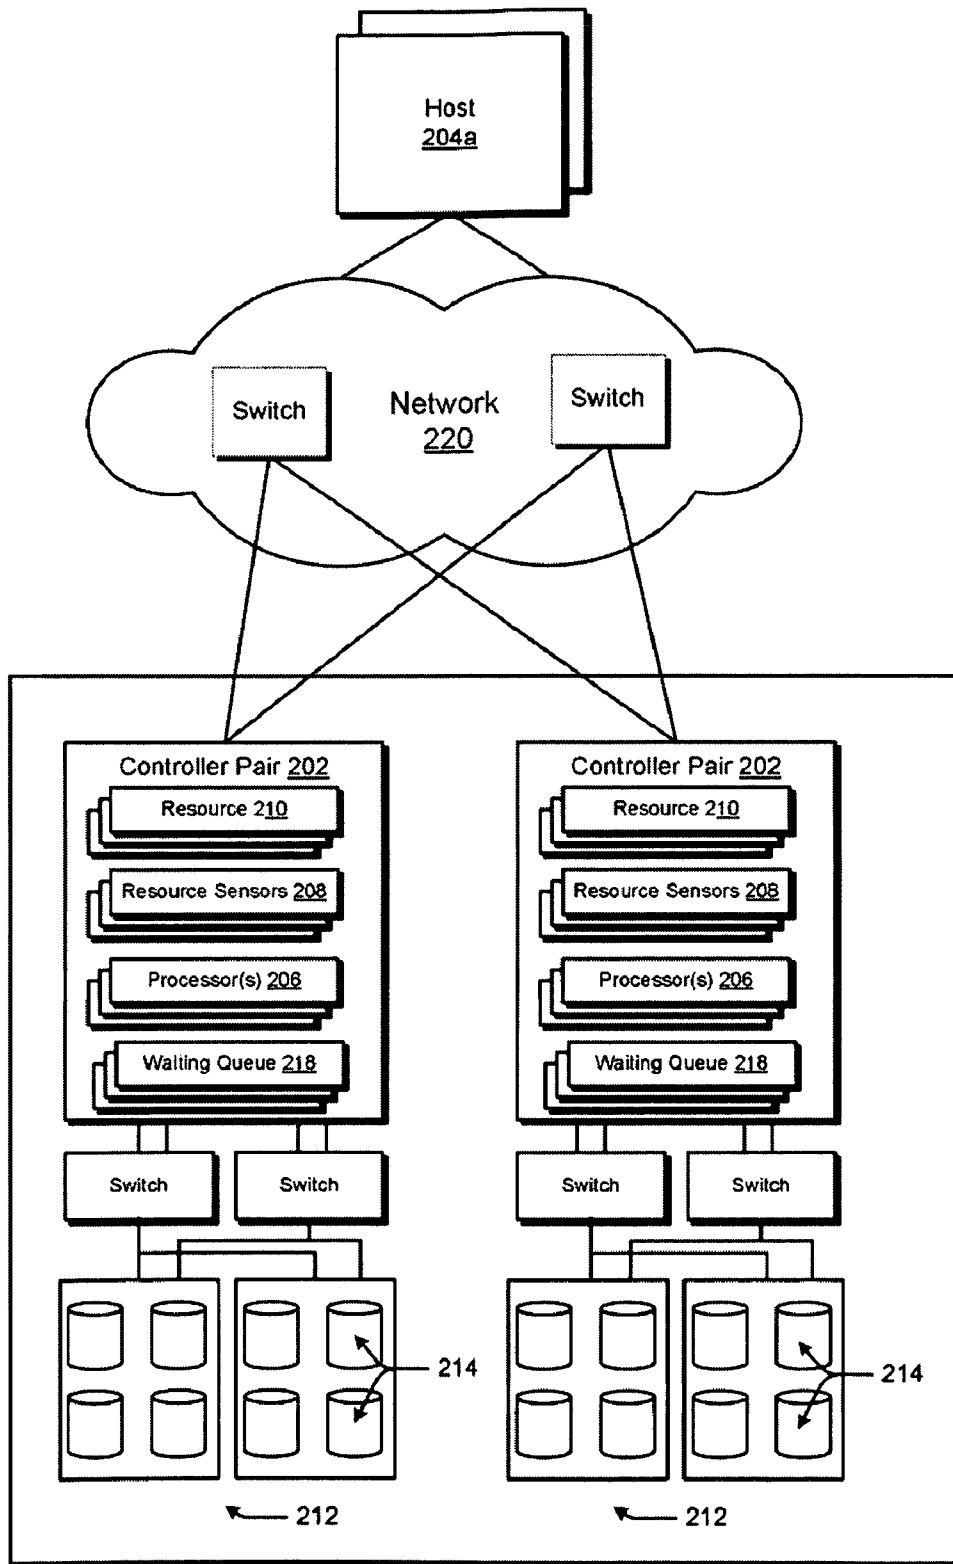 Host
204a
Switch
Network
220
Switch
Controller Pair 202
Resource 210
Resource Sensors 208
Processor(s) 206
Waiting Queue 218
Switch
Switch
214
212
Controller Pair 202
Resource 210
Resource Sensors 208
Processor(s) 206
Waiting Queue 218
Switch
Switch
214
212